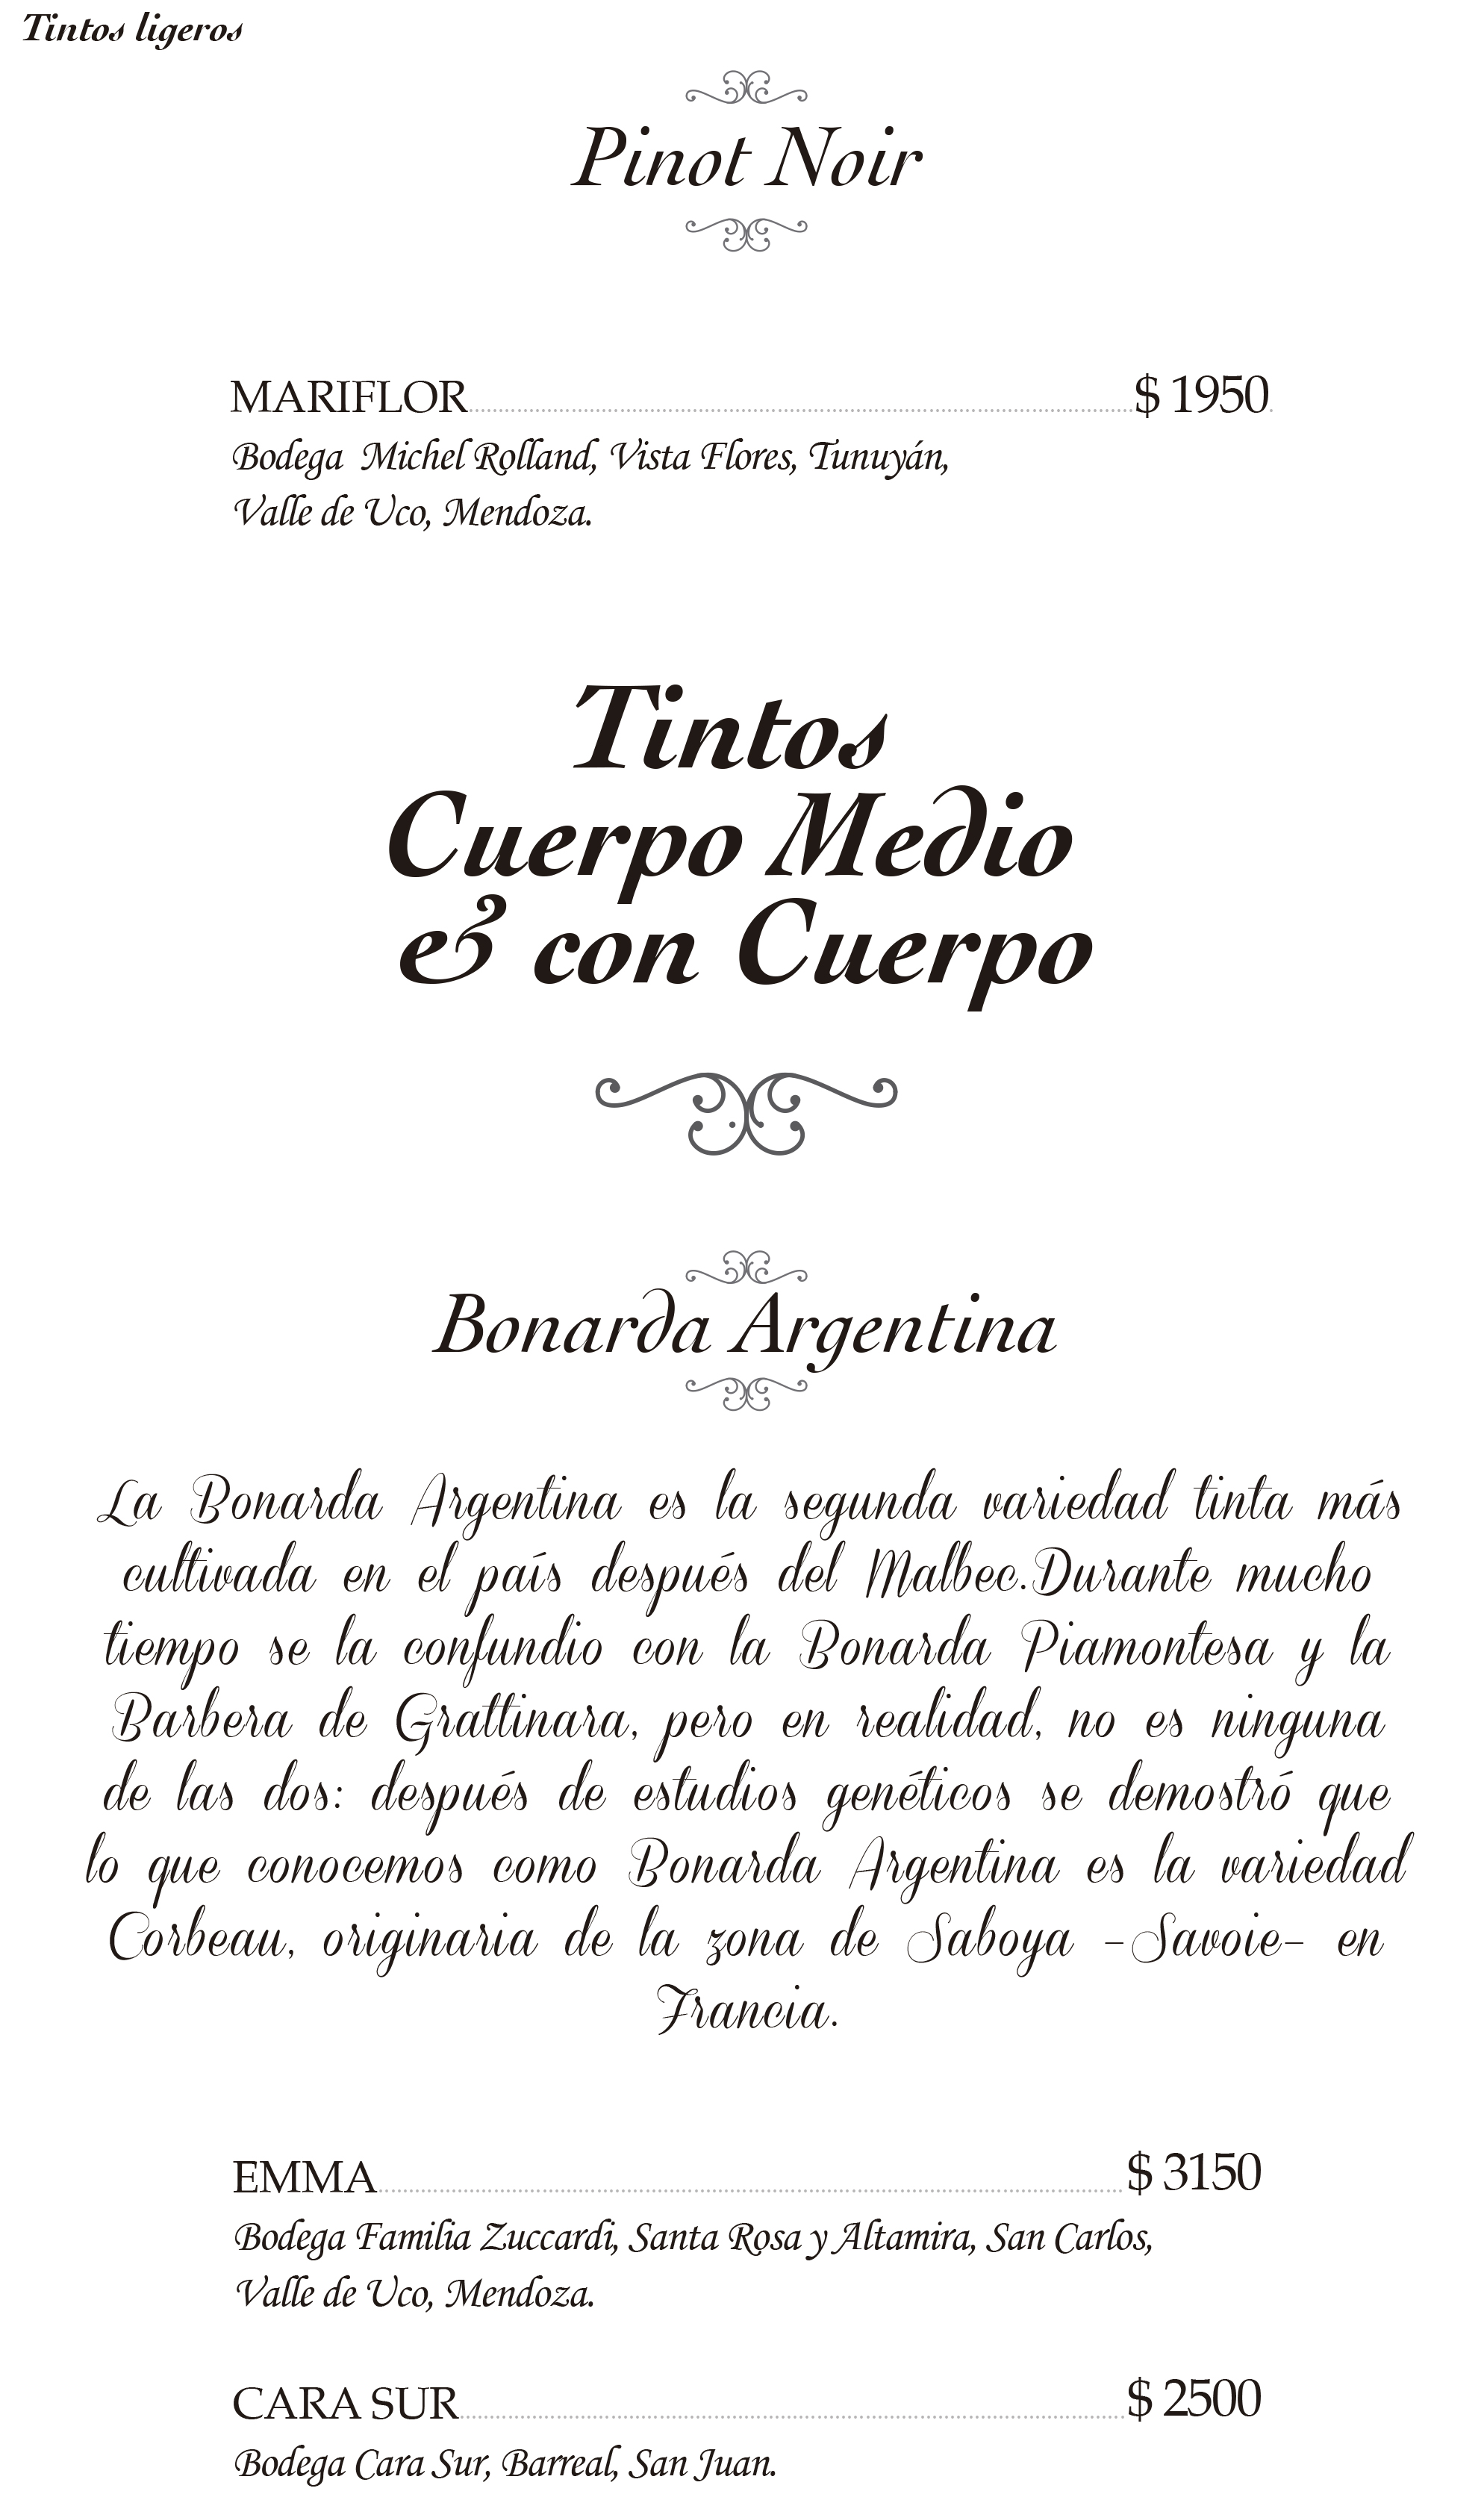 Tintos ligeros
Pinot Noir
MARIFLOR $ 1950
Bodega Michel Rolland, Vista Flores, Tunuyán,
Valle de Uco, Mendoza.
Tintos
Cuerpo Medio
& con Cuerpo
Bonarda Argentina
La Bonarda Argentina es la segunda variedad tinta más
cultivada en el país después del Malbec.Durante mucho
tiempo se la confundio con la Bonarda Piamontesa y la
Barbera de Grattinara, pero en realidad, no es ninguna
de las dos: después de estudios genéticos se demostró que
lo que conocemos como Bonarda Argentina es la variedad
Corbeau, originaria de la zona de Saboya -Savoie- en
Francia.
EMMA $ 3150
Bodega Familia Zuccardi, Santa Rosa y Altamira, San Carlos,
Valle de Uco, Mendoza.
CARA SUR $ 2500
Bodega Cara Sur, Barreal, San Juan.